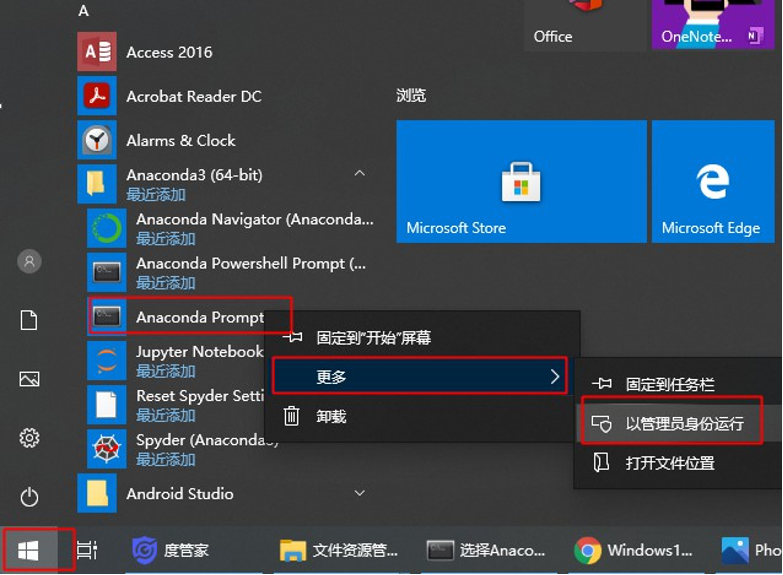 A
Access 2016
Acrobat Reader DC
Alarms & Clock
Anaconda3 (64-bit)
最近添加
Anaconda Navigator (Anaconda...
最近添加
Anaconda Powershell Prompt (...
最近添加
Anaconda Prompt
Jupyter Notebook
最近添加
Reset Spyder Setti
最近添加
Spyder (Anaconda3)
最近添加
Android Studio
Office
OneNote...
浏览
Microsoft Store
Microsoft Edge
固定到"开始"屏幕
更多
卸载
固定到任务栏
以管理员身份运行
打开文件位置
度管家
文件资源管...
选择Anaco...
Windows1...
Pho